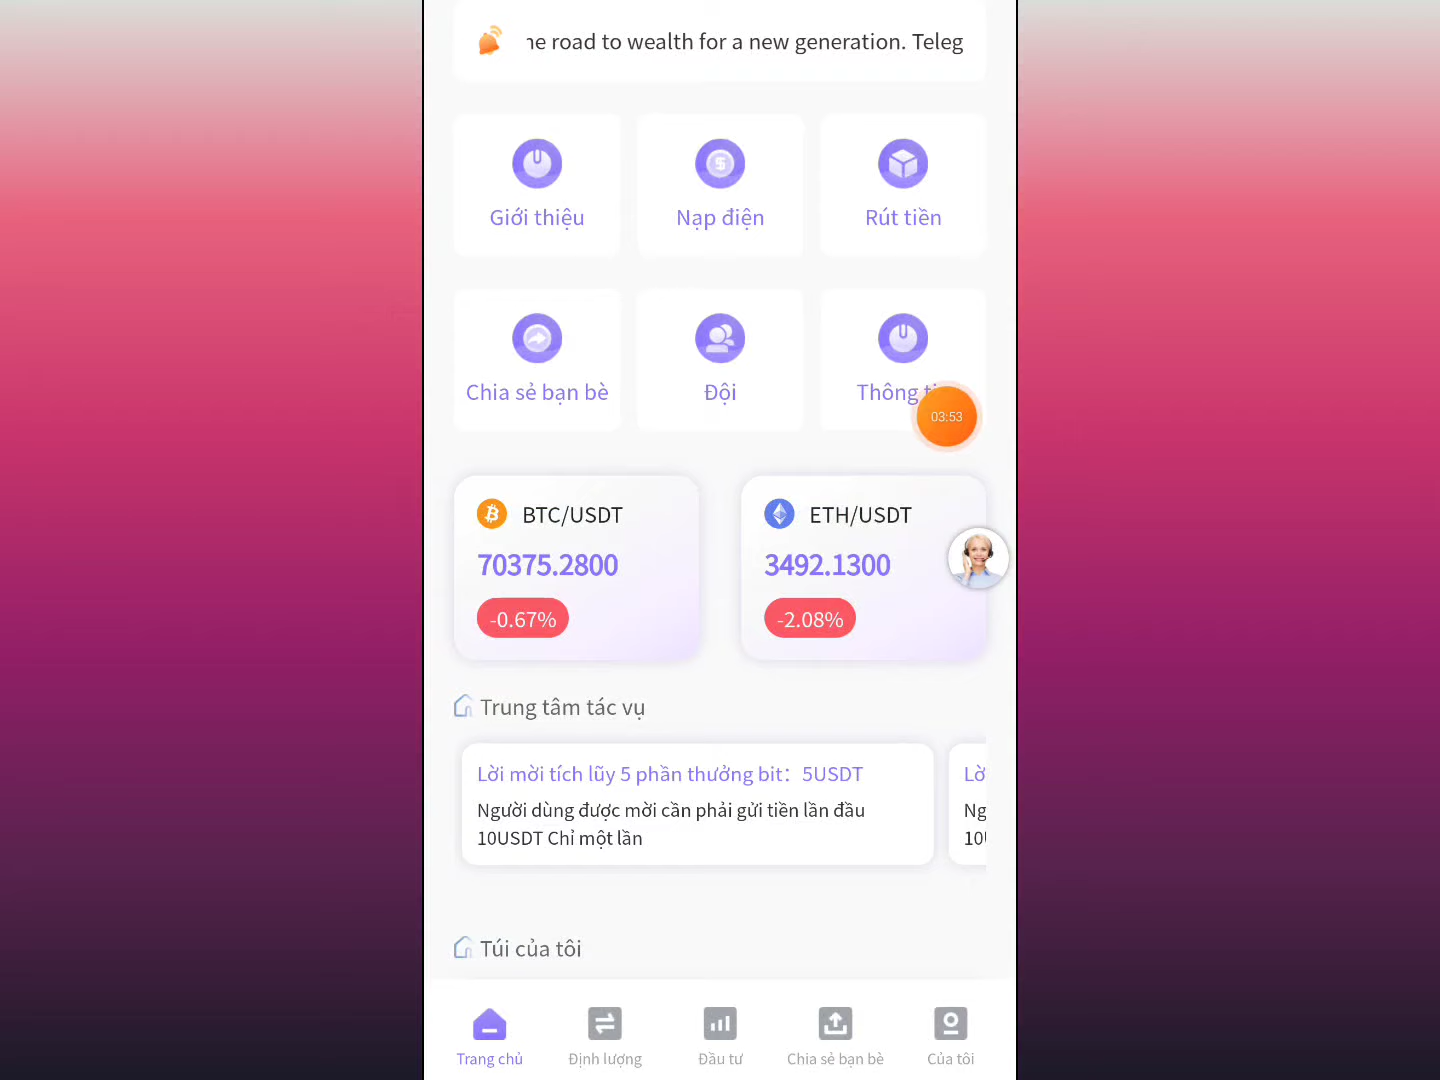 he road to wealth for a new generation. Teleg
Giới thiệu
Nạp điện
Rút tiền
Chia sẻ bạn bè
Đội
Thông ti
03:53
BTC/USDT
70375.2800
-0.67%
ETH/USDT
3492.1300
-2.08%
Trung tâm tác vụ
Lời mời tích lũy 5 phần thưởng bit：5USDT
Người dùng được mời cần phải gửi tiền lần đầu
10USDT Chỉ một lần
Lờ
Ng
10
Túi của tôi
Trang chủ
Định lượng
Đầu tư
Chia sẻ bạn bè
Của tôi